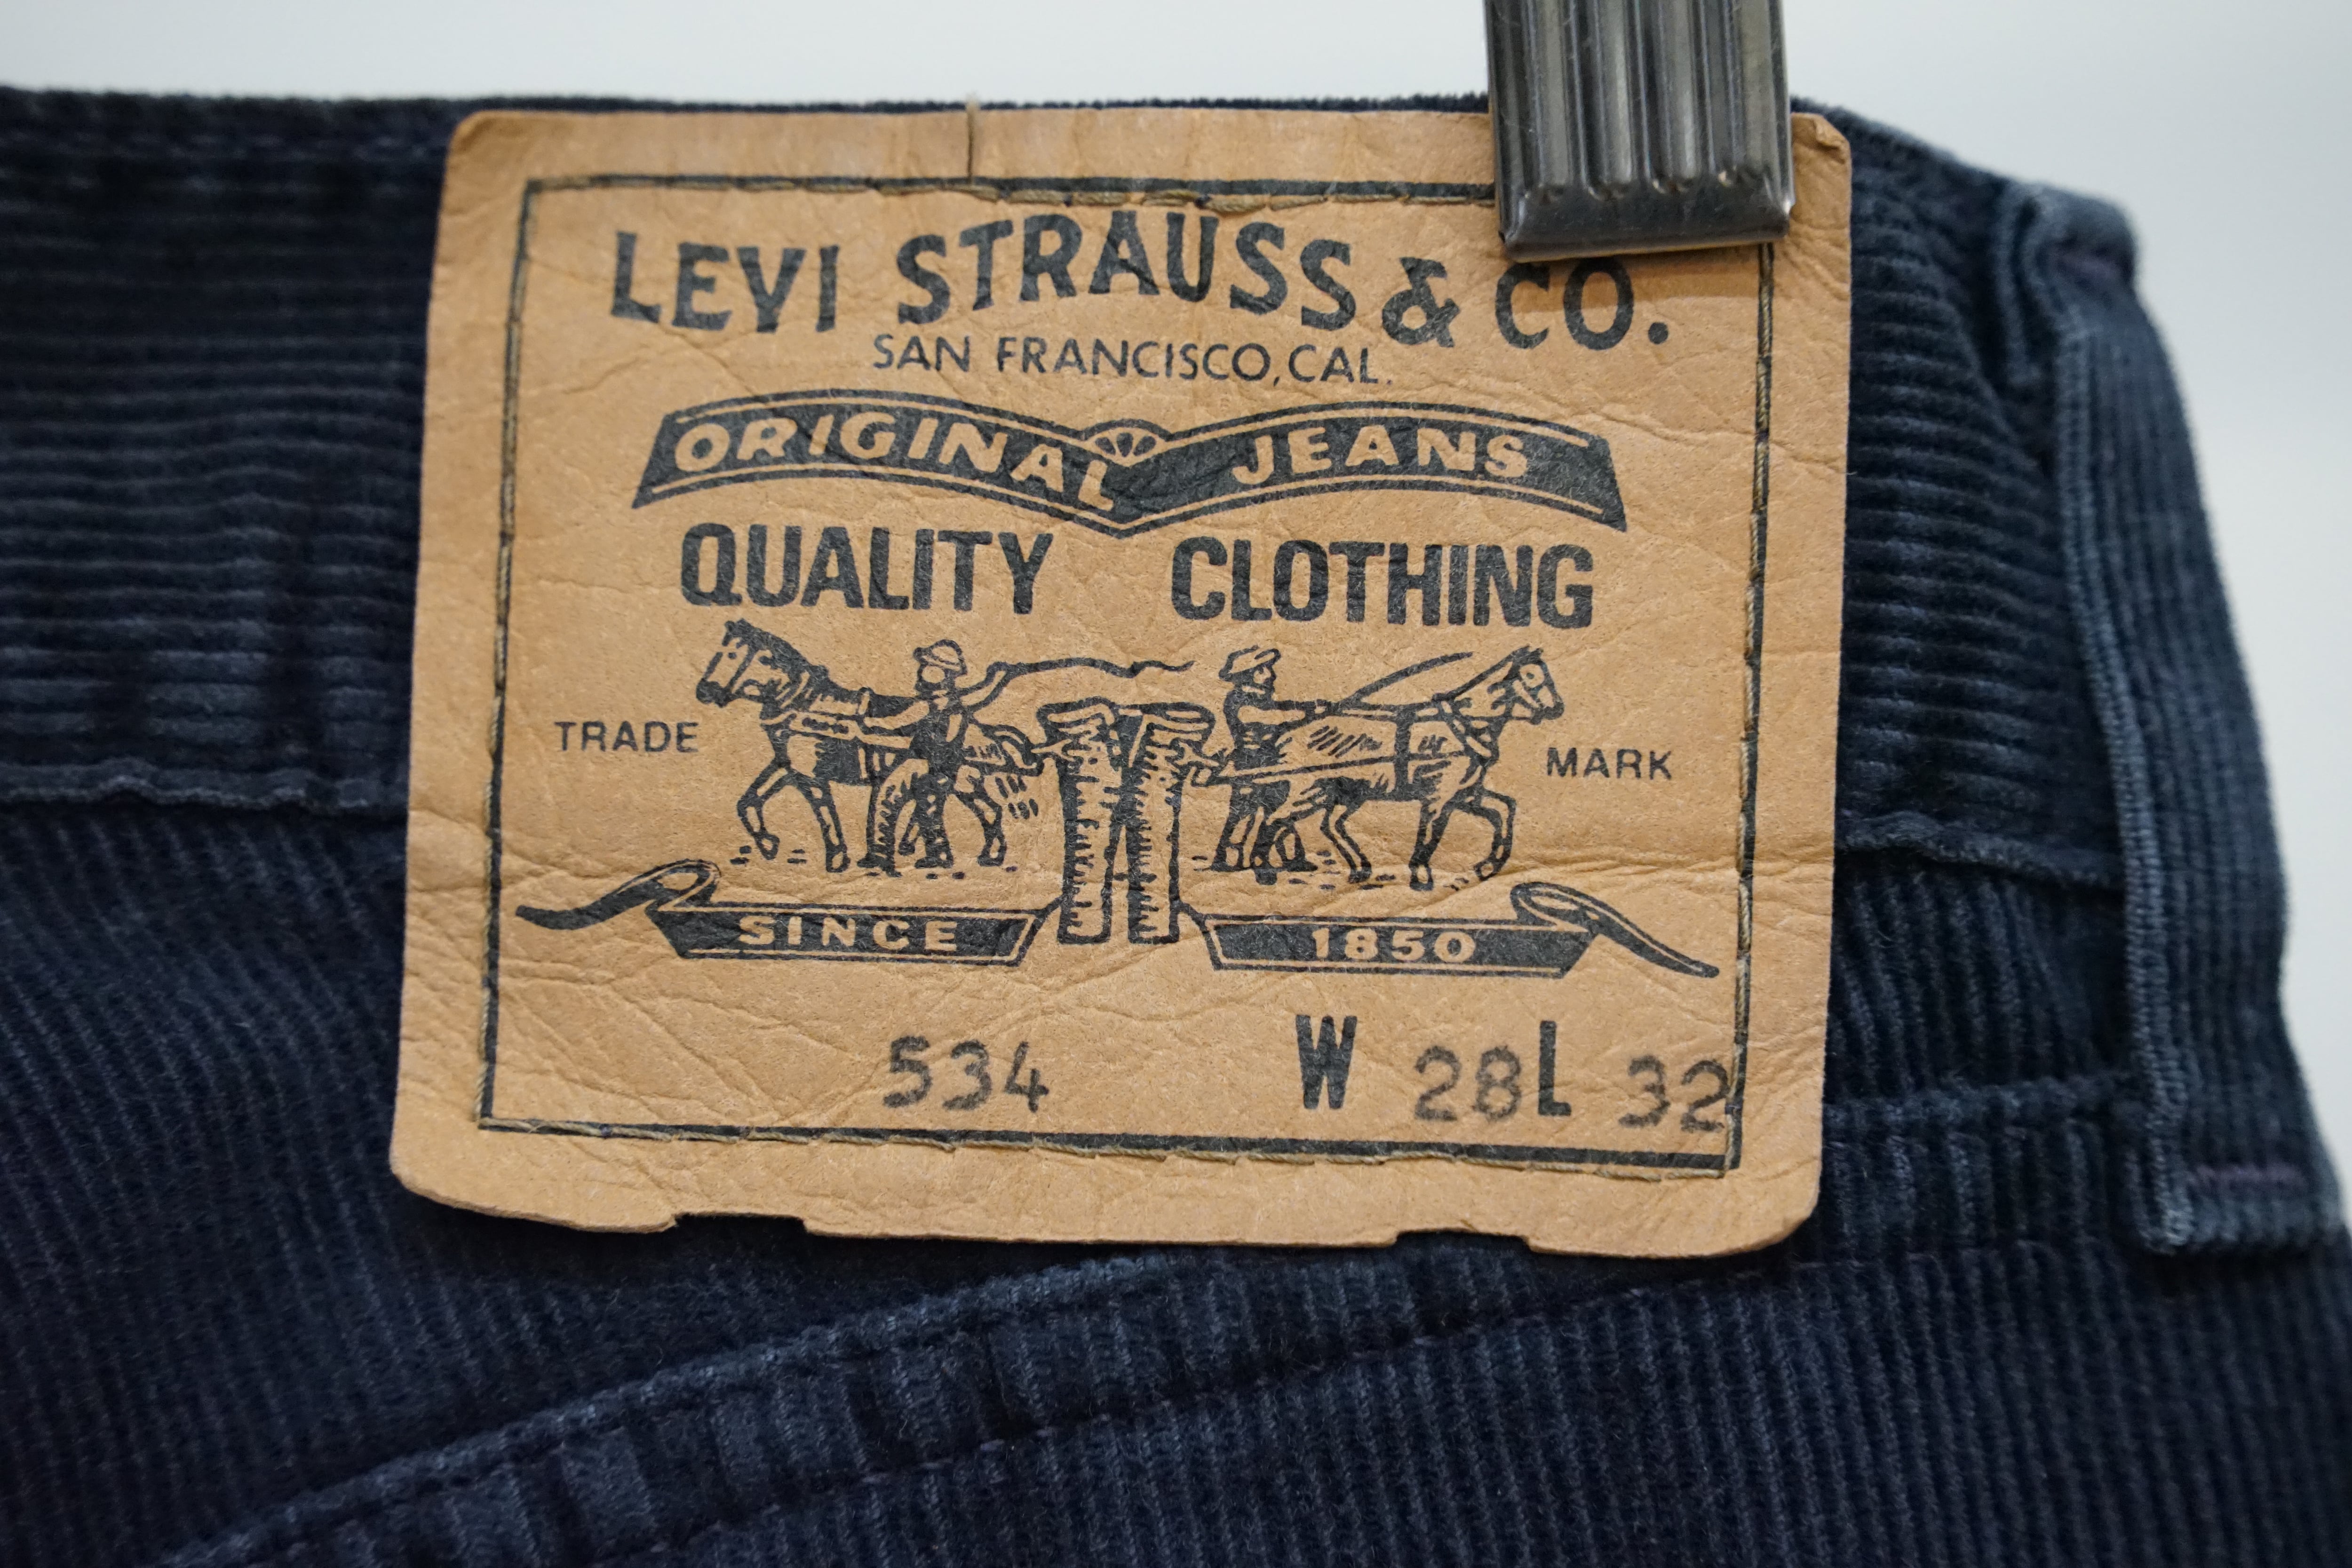 LEVI STRAUSS & CO.
SAN FRANCISCO, CAL.
ORIGINAL JEANS
QUALITY CLOTHING
TRADE MARK
SINCE 1850
534 W 28 L 32